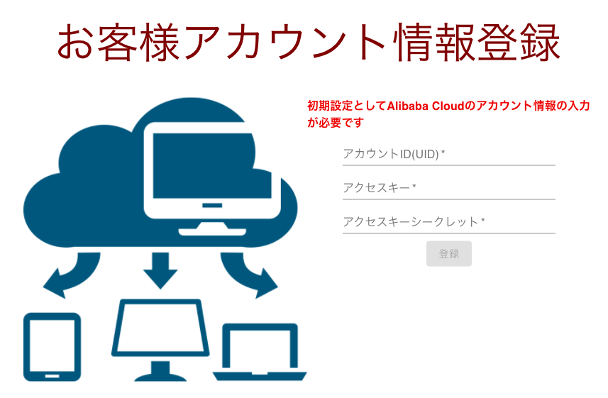 お客様アカウント情報登録
初期設定としてAlibaba Cloudのアカウント情報の入力
が必要です
アカウントID(UID) *
アクセスキー *
アクセスキーシークレット *
登録